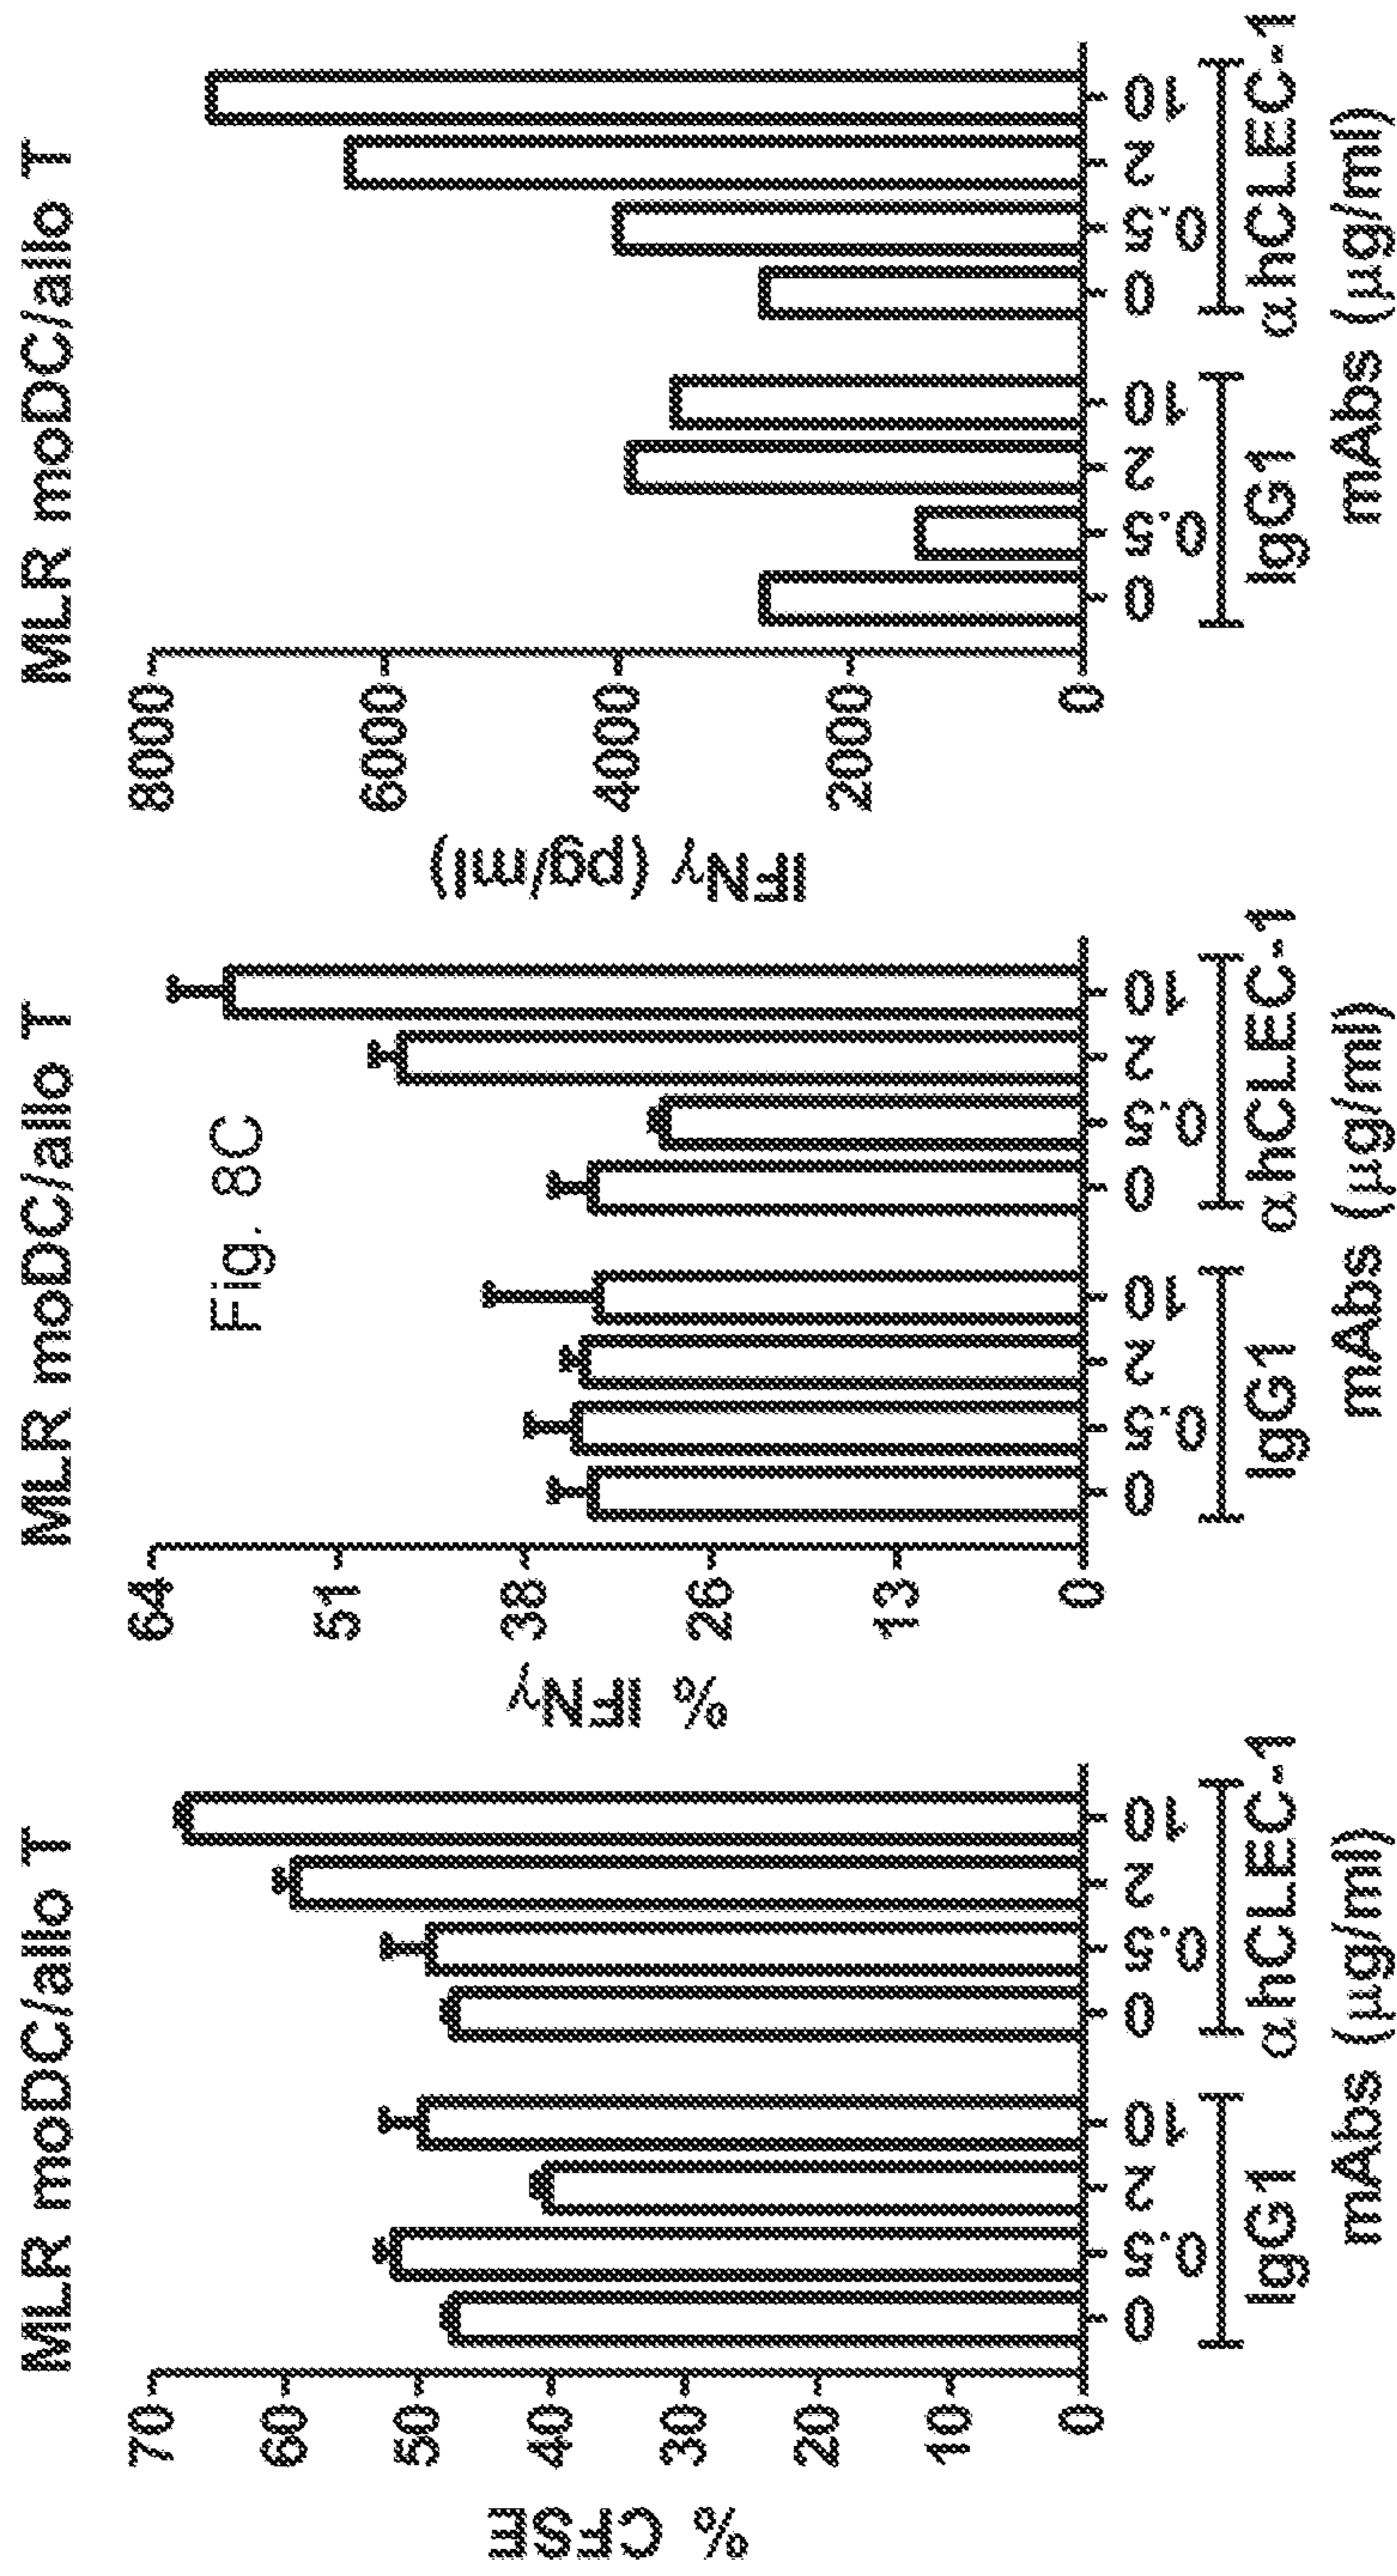 MLR moDC/allo T
% CFSE
70
60
50
40
30
20
10
0
0 0.5 2 10 0 0.5 2 10
IgG1 αhCLEC-1
mAbs (µg/ml)
MLR moDC/allo T
Fig. 8C
% IFNγ
64
51
38
26
13
0
0 0.5 2 10 0 0.5 2 10
IgG1 αhCLEC-1
mAbs (µg/ml)
MLR moDC/allo T
IFNγ (pg/ml)
8000
6000
4000
2000
0
0 0.5 2 10 0 0.5 2 10
IgG1 αhCLEC-1
mAbs (µg/ml)